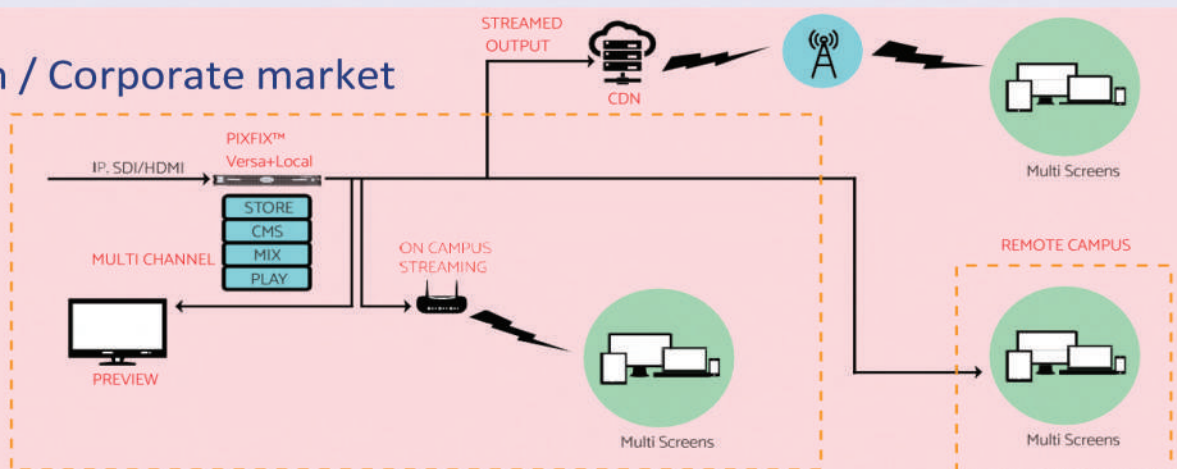 STREAMED
OUTPUT
n / Corporate market
CDN
PIXFIX™
Versa+Local
IP, SDI/HDMI
Multi Screens
STORE
CMS
MIX
PLAY
MULTI CHANNEL
ON CAMPUS
STREAMING
REMOTE CAMPUS
PREVIEW
Multi Screens
Multi Screens